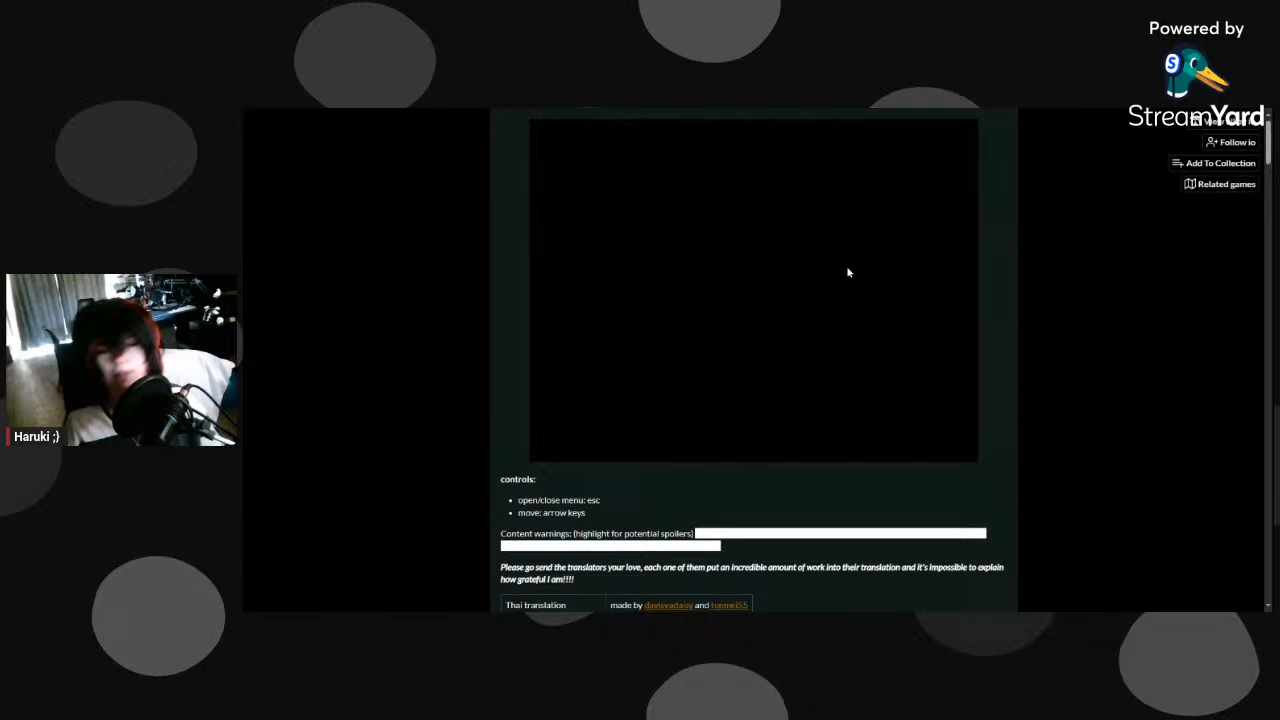 Powered by
StreamYard
Follow io
Add To Collection
Related games
Haruki ;}
controls:
open/close menu: esc
move: arrow keys
Content warnings: (highlight for potential spoilers)
Please go send the translators your love, each one of them put an incredible amount of work into their translation and it's impossible to explain
how grateful I am!!!!
Thai translation made by davisyadaisy and